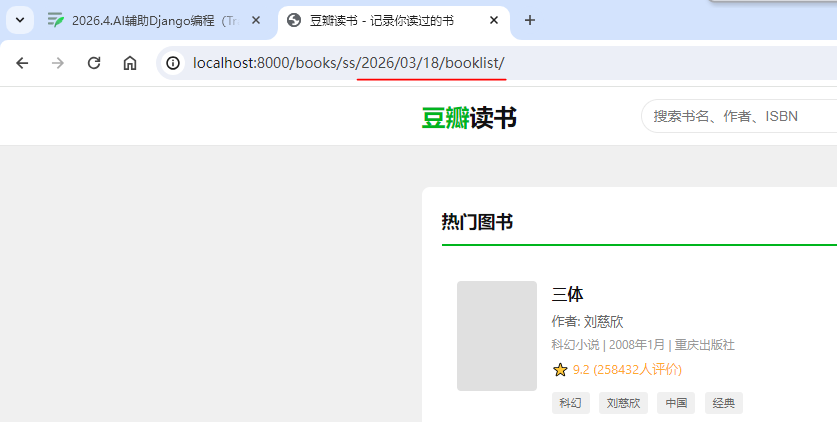 2026.4.AI辅助Django编程（Tr
豆瓣读书 - 记录你读过的书
localhost:8000/books/ss/2026/03/18/booklist/
豆瓣读书
搜索书名、作者、ISBN
热门图书
三体
作者: 刘慈欣
科幻小说 | 2008年1月 | 重庆出版社
9.2 (258432人评价)
科幻 刘慈欣 中国 经典